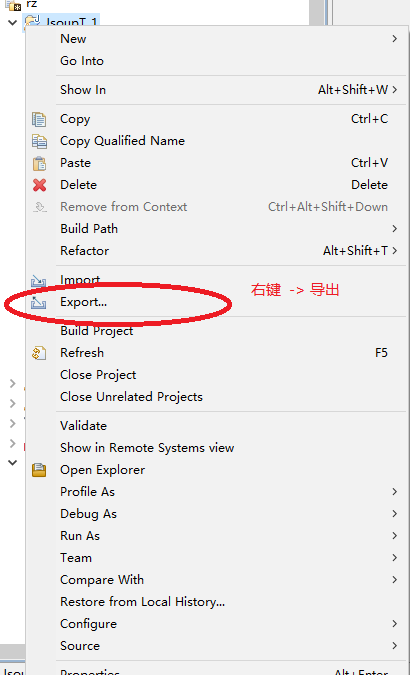 rz
JsounT_1
New
Go Into
Show In Alt+Shift+W
Copy Ctrl+C
Copy Qualified Name
Paste Ctrl+V
Delete Delete
Remove from Context Ctrl+Alt+Shift+Down
Build Path
Refactor Alt+Shift+T
Import...
Export...
右键 -> 导出
Build Project
Refresh F5
Close Project
Close Unrelated Projects
Validate
Show in Remote Systems view
Open Explorer
Profile As
Debug As
Run As
Team
Compare With
Restore from Local History...
Configure
Source
Jsou
Properties Alt+Enter